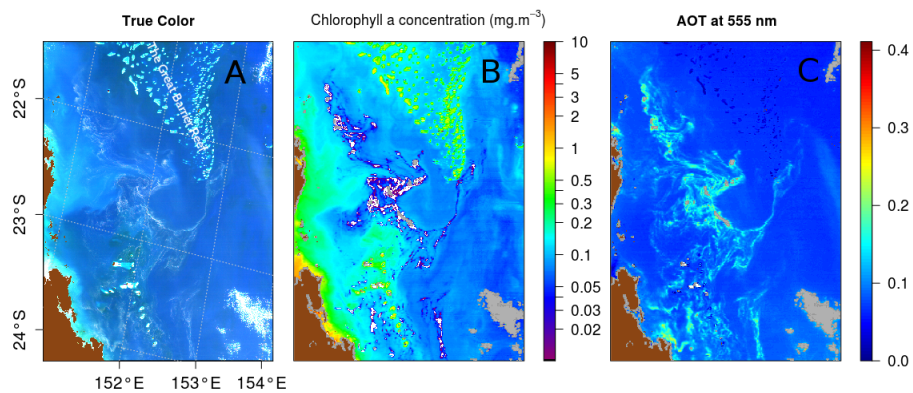 True Color
Chlorophyll a concentration (mg.m⁻³)
AOT at 555 nm
A
B
C
The Great Barrier Reef
22°S
23°S
24°S
152°E
153°E
154°E
10
5
3
2
1
0.5
0.3
0.2
0.1
0.05
0.03
0.02
0.4
0.3
0.2
0.1
0.0